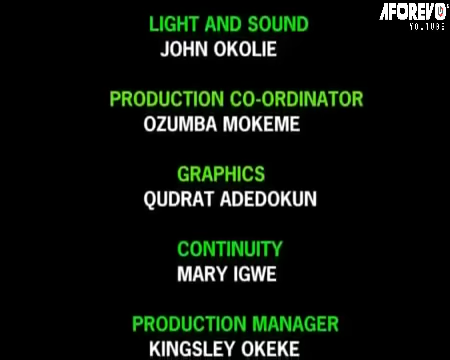 AFOREVO
YOUTUBE
LIGHT AND SOUND
JOHN OKOLIE
PRODUCTION CO-ORDINATOR
OZUMBA MOKEME
GRAPHICS
QUDRAT ADEDOKUN
CONTINUITY
MARY IGWE
PRODUCTION MANAGER
KINGSLEY OKEKE